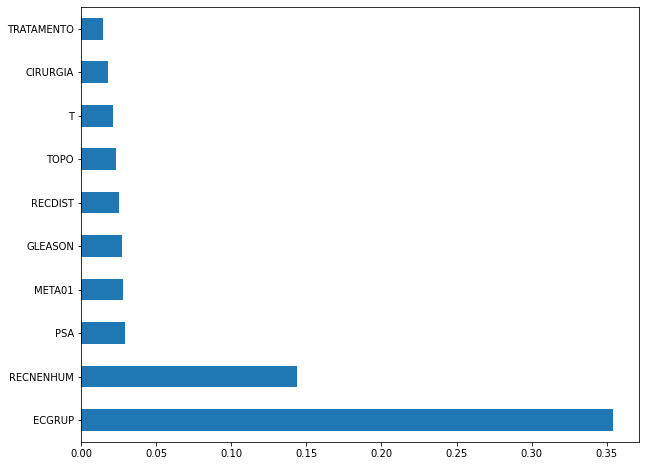 TRATAMENTO
CIRURGIA
T
TOPO
RECDIST
GLEASON
META01
PSA
RECNENHUM
ECGRUP
0.00 0.05 0.10 0.15 0.20 0.25 0.30 0.35